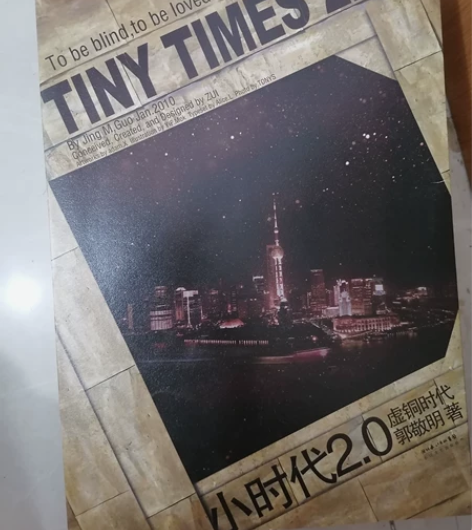 To be blind,to be loved
TINY TIMES 2.
By Jing.M.Guo Jan.2010
Conceived, Created, and Designed by ZUI
小时代2.0
虚铜时代
郭敬明 著